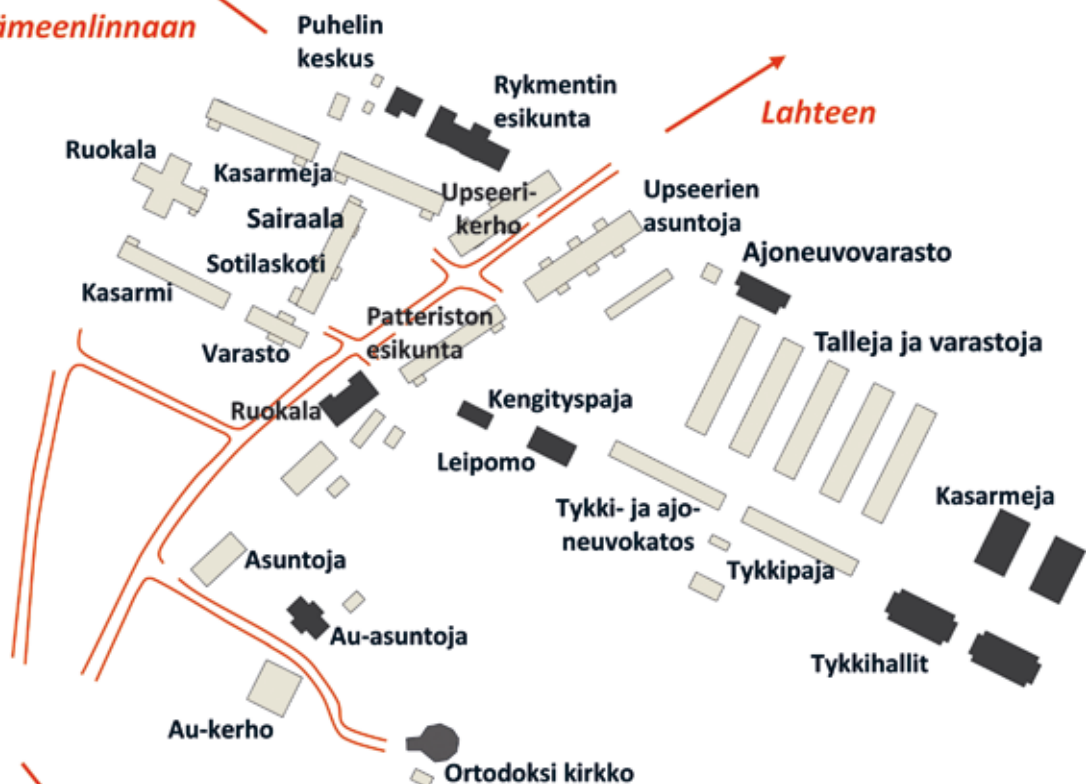 ämeenlinnaan
Puhelin
keskus
Rykmentin
esikunta
Lahteen
Ruokala
Kasarmeja
Upseeri-
kerho
Upseerien
asuntoja
Sairaala
Sotilaskoti
Ajoneuvovarasto
Kasarmi
Varasto
Patteriston
esikunta
Talleja ja varastoja
Ruokala
Kengityspaja
Leipomo
Kasarmeja
Tykki- ja ajo-
neuvokatos
Tykkipaja
Asuntoja
Au-asuntoja
Tykkihallit
Au-kerho
Ortodoksi kirkko